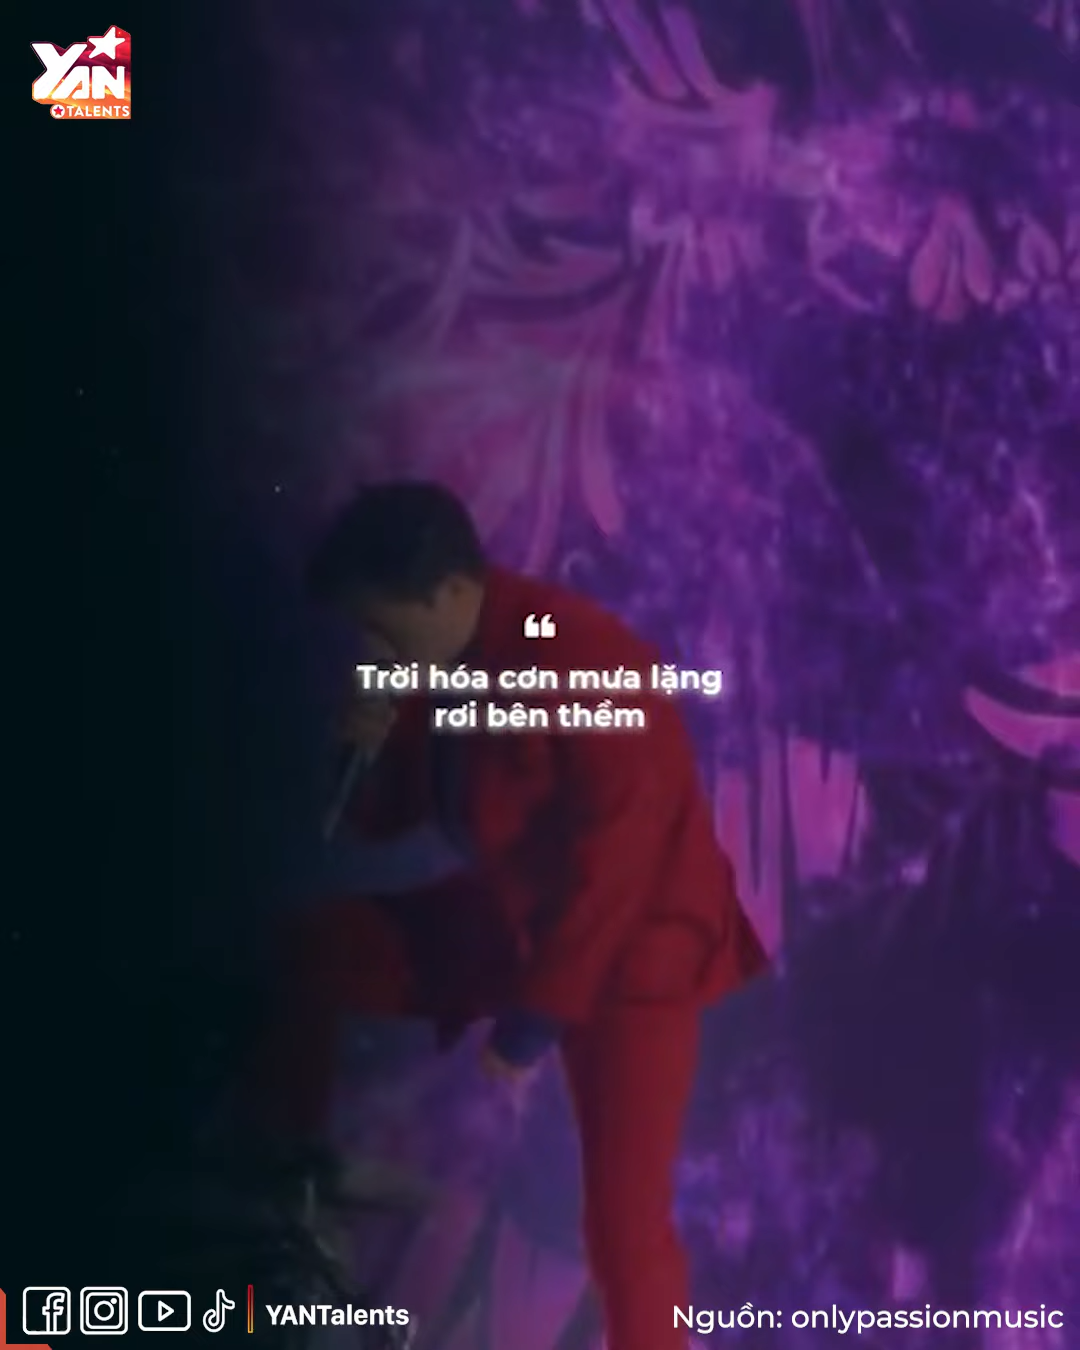 YAN
TALENTS
❝
Trời hóa cơn mưa lặng
rơi bên thềm
YANTalents
Nguồn: onlypassionmusic